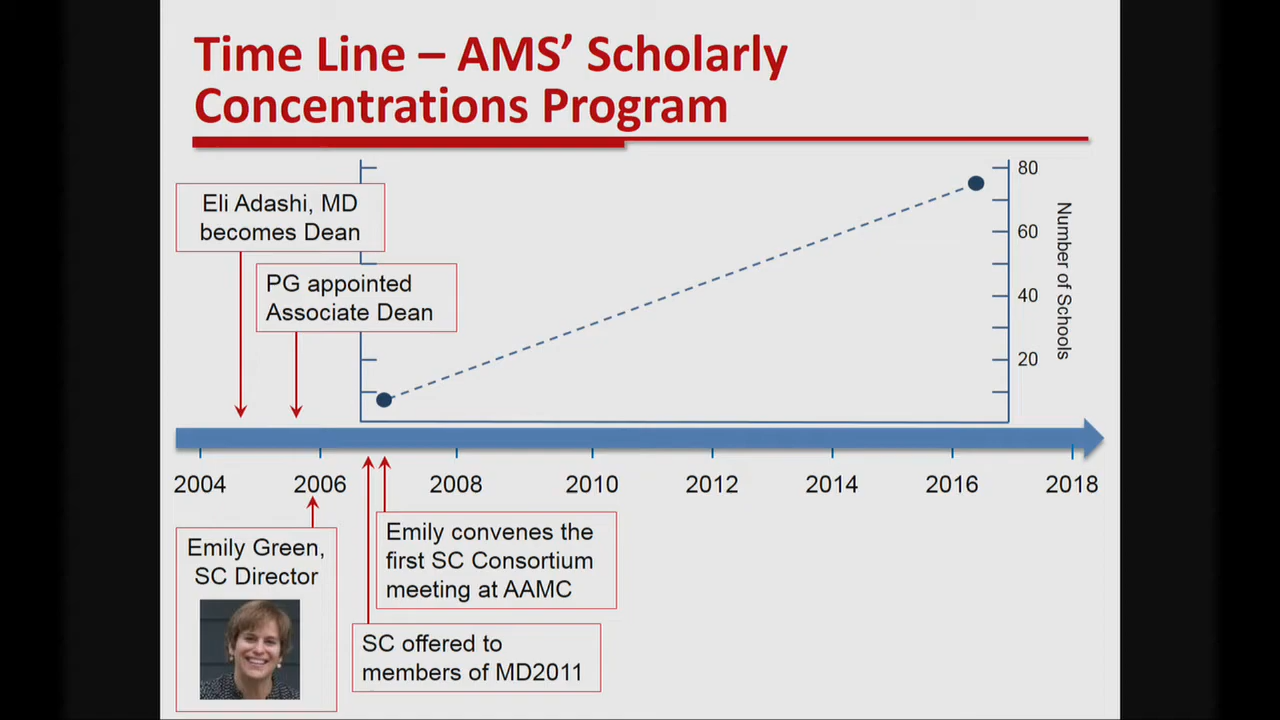 Time Line – AMS’ Scholarly
Concentrations Program
Eli Adashi, MD
becomes Dean
PG appointed
Associate Dean
80
60
40
20
Number of Schools
2004 2006 2008 2010 2012 2014 2016 2018
Emily Green,
SC Director
Emily convenes the
first SC Consortium
meeting at AAMC
SC offered to
members of MD2011